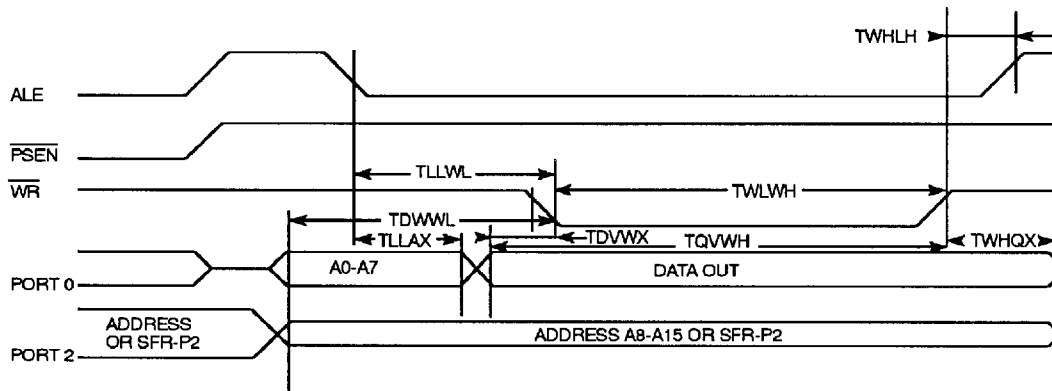 TWHLH
ALE
PSEN
TLLWL
TWLWH
WR
TDWWL
TLLAX
TDVWX
TQVWH
TWHQX
A0-A7
DATA OUT
PORT 0
ADDRESS
OR SFR-P2
ADDRESS A8-A15 OR SFR-P2
PORT 2